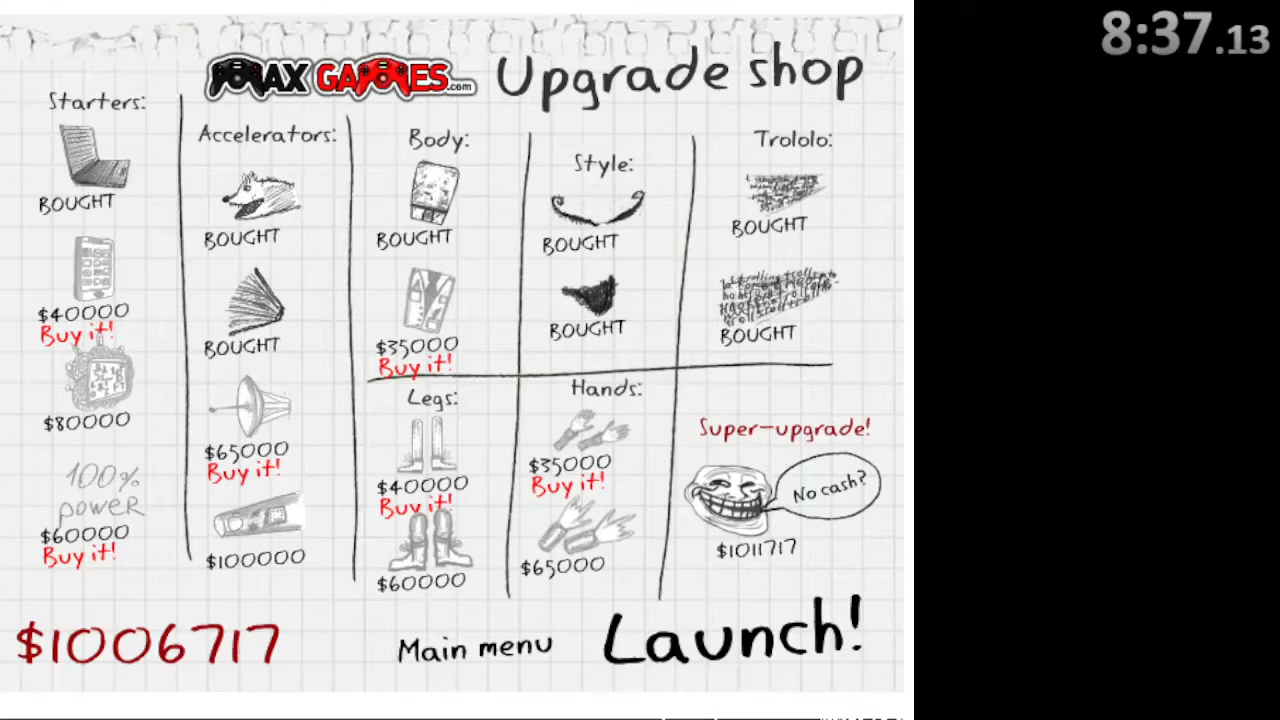 8:37.13
MAX GAMES.com
Upgrade shop
Starters:
BOUGHT
$40000
Buy it!
$80000
100%
power
$60000
Buy it!
Accelerators:
BOUGHT
BOUGHT
$65000
Buy it!
$100000
Body:
BOUGHT
$35000
Buy it!
Legs:
$40000
Buy it!
$60000
Style:
BOUGHT
BOUGHT
Hands:
$35000
Buy it!
$65000
Trololo:
BOUGHT
BOUGHT
Super-upgrade!
No cash?
$1011717
$1006717
Main menu
Launch!